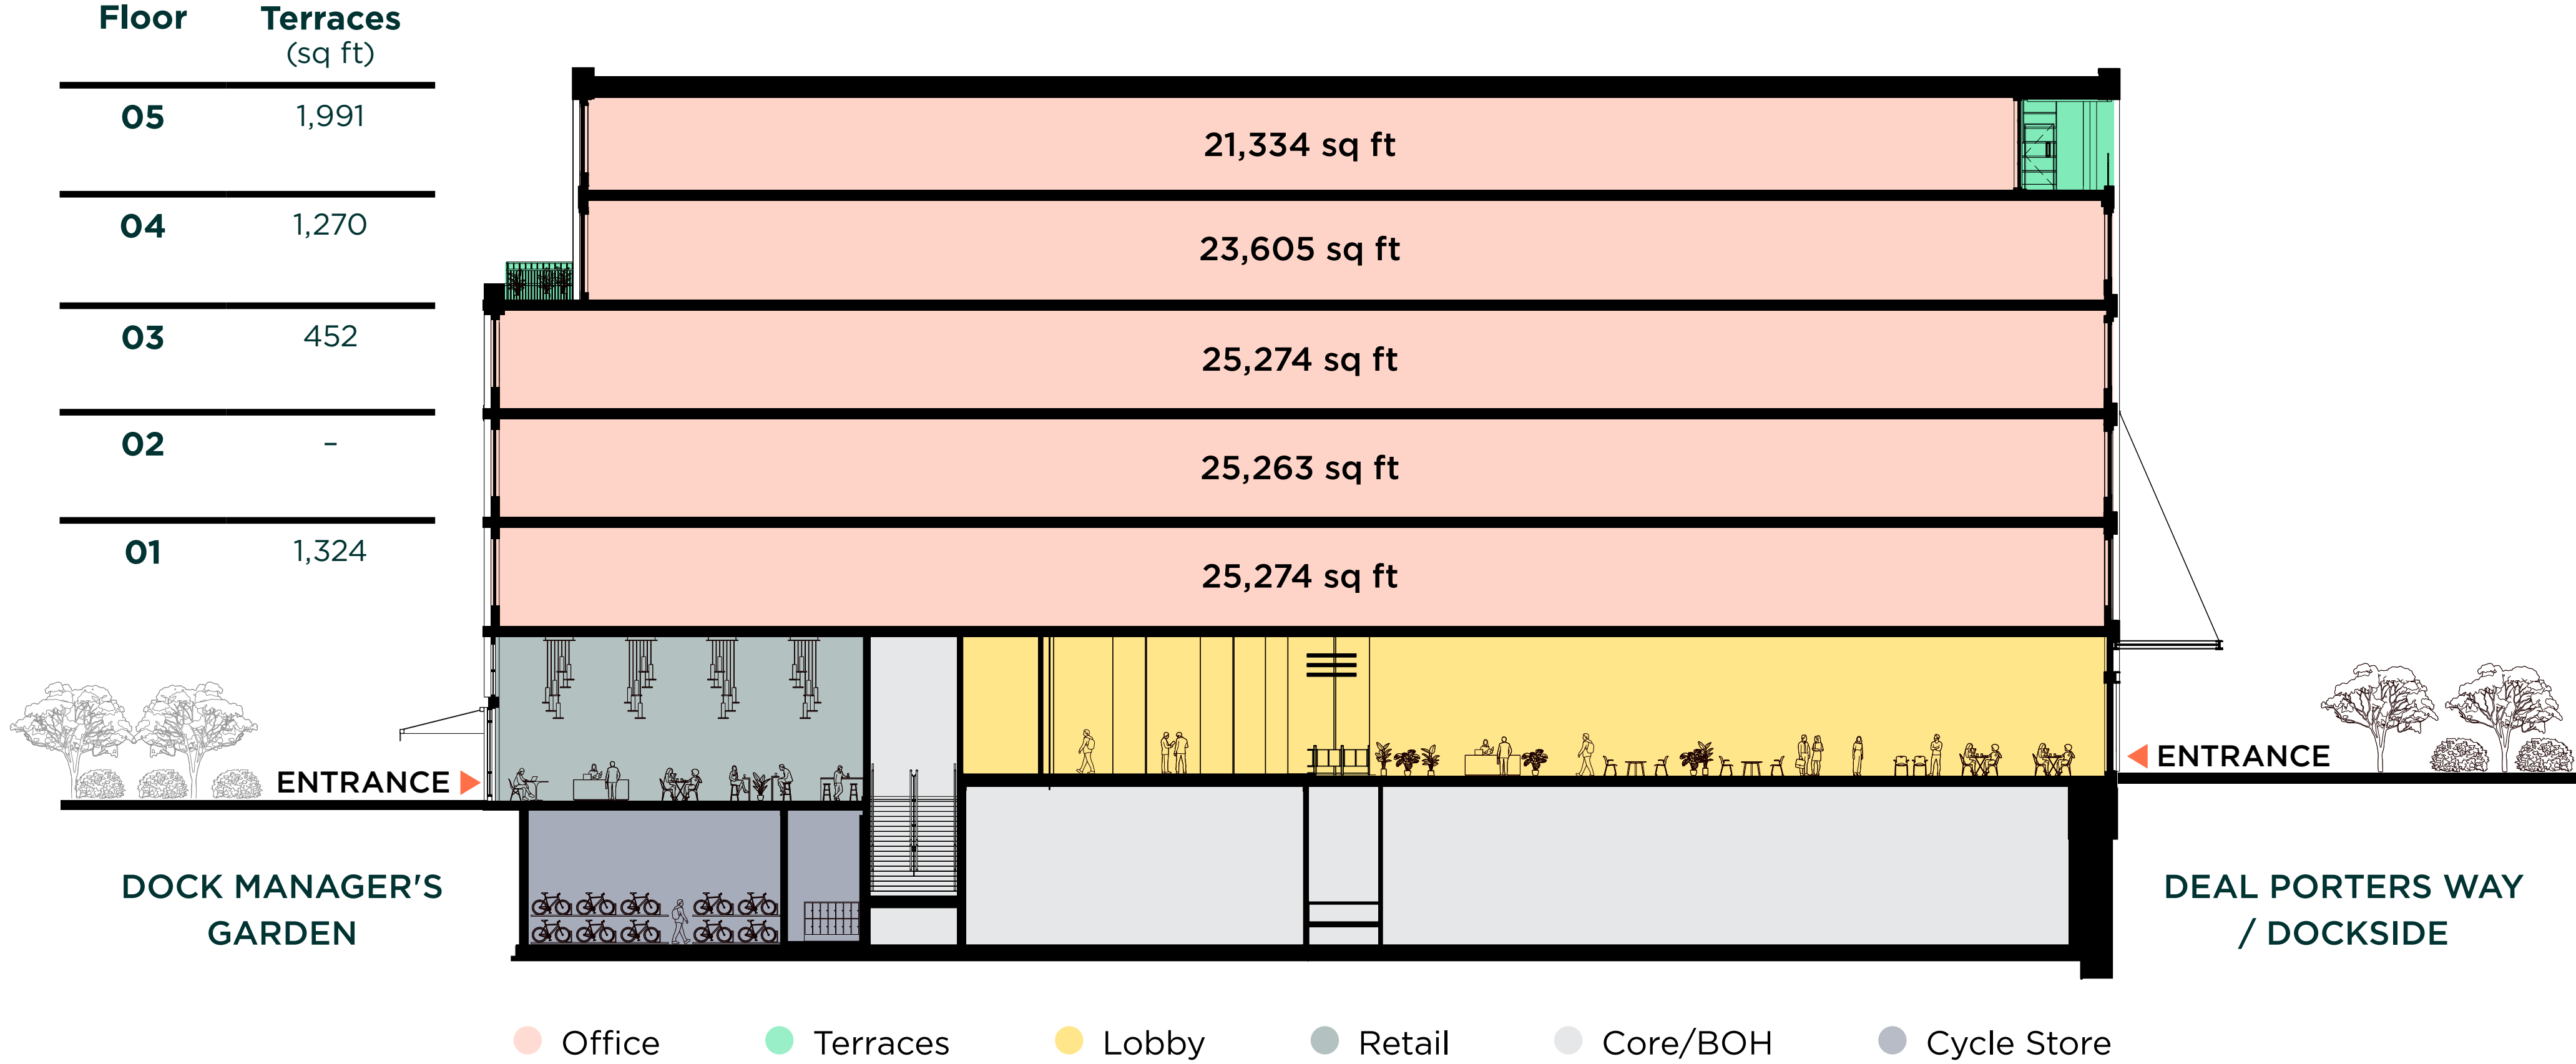 Floor Terraces
(sq ft)
05 1,991 21,334 sq ft
04 1,270 23,605 sq ft
03 452 25,274 sq ft
02 – 25,263 sq ft
01 1,324 25,274 sq ft
ENTRANCE
ENTRANCE
DOCK MANAGER'S
GARDEN
DEAL PORTERS WAY
/ DOCKSIDE
Office Terraces Lobby Retail Core/BOH Cycle Store